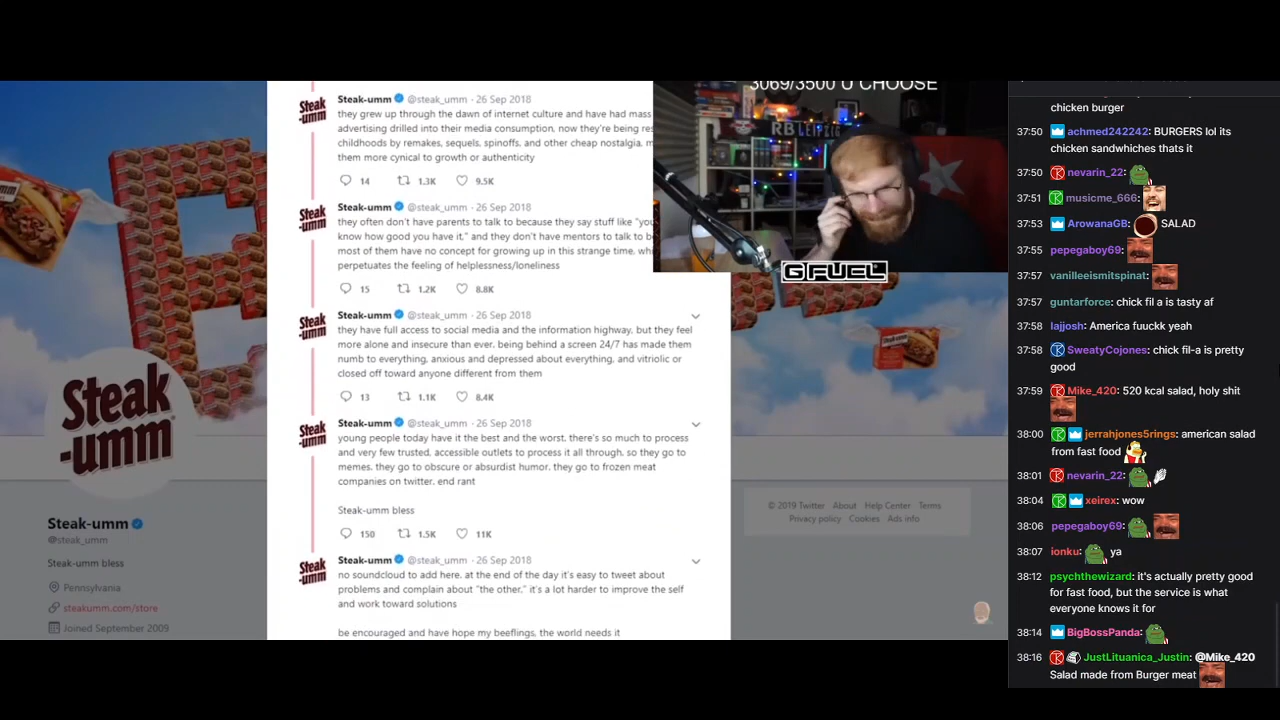 Steak-umm @steak_umm · 26 Sep 2018
they grew up through the dawn of internet culture and have had mass
advertising drilled into their media consumption, now they're being res
childhoods by remakes, sequels, spinoffs, and other cheap nostalgia, m
them more cynical to growth or authenticity
14 1.3K 9.5K
Steak-umm @steak_umm · 26 Sep 2018
they often don't have parents to talk to because they say stuff like "you
know how good you have it," and they don't have mentors to talk to be
most of them have no concept for growing up in this strange time, whi
perpetuates the feeling of helplessness/loneliness
15 1.2K 8.8K
Steak-umm @steak_umm · 26 Sep 2018
they have full access to social media and the information highway, but they feel
more alone and insecure than ever. being behind a screen 24/7 has made them
numb to everything, anxious and depressed about everything, and vitriolic or
closed off toward anyone different from them
13 1.1K 8.4K
Steak-umm @steak_umm · 26 Sep 2018
young people today have it the best and the worst. there's so much to process
and very few trusted, accessible outlets to process it all through. so they go to
memes. they go to obscure or absurdist humor. they go to frozen meat
companies on twitter. end rant
Steak-umm bless
150 1.5K 11K
Steak-umm @steak_umm · 26 Sep 2018
no soundcloud to add here. at the end of the day it's easy to tweet about
problems and complain about "the other." it's a lot harder to improve the self
and work toward solutions
be encouraged and have hope my beeflings, the world needs it
Steak
-umm
Steak
-umm
Steak
-umm
Steak
-umm
Steak
-umm
Steak
-umm®
Steak-umm
@steak_umm
Steak-umm bless
Pennsylvania
steakumm.com/store
Joined September 2009
3069/3500 U CHOOSE
RB LEIPZIG
G FUEL
© 2019 Twitter About Help Center Terms
Privacy policy Cookies Ads info
chicken burger
37:50 achmed242242: BURGERS lol its
chicken sandwhiches thats it
37:50 nevarin_22:
37:51 musicme_666:
37:53 ArowanaGB: SALAD
37:55 pepegaboy69:
37:57 vanilleeismitspinat:
37:57 guntarforce: chick fil a is tasty af
37:58 lajjosh: America fuuckk yeah
37:58 SweatyCojones: chick fil-a is pretty
good
37:59 Mike_420: 520 kcal salad, holy shit
38:00 jerrahjones5rings: american salad
from fast food
38:01 nevarin_22:
38:04 xeirex: wow
38:06 pepegaboy69:
38:07 ionku: ya
38:12 psychthewizard: it's actually pretty good
for fast food, but the service is what
everyone knows it for
38:14 BigBossPanda:
38:16 JustLituanica_Justin: @Mike_420
Salad made from Burger meat